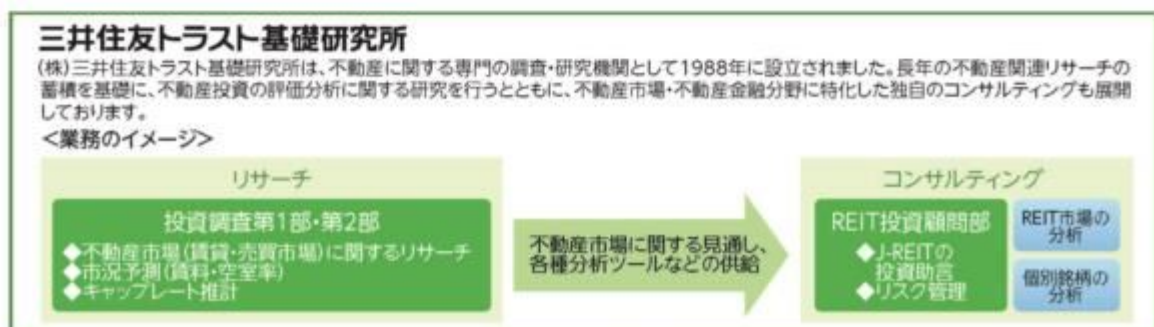 三井住友トラスト基礎研究所
(株)三井住友トラスト基礎研究所は、不動産に関する専門の調査・研究機関として1988年に設立されました。長年の不動産関連リサーチの
蓄積を基礎に、不動産投資の評価分析に関する研究を行うとともに、不動産市場・不動産金融分野に特化した独自のコンサルティングも展開
しております。
<業務のイメージ>
リサーチ
投資調査第1部・第2部
◆不動産市場(賃貸・売買市場)に関するリサーチ
◆市況予測(賃料・空室率)
◆キャップレート推計
不動産市場に関する見通し、
各種分析ツールなどの供給
コンサルティング
REIT投資顧問部
◆J-REITの
投資助言
◆リスク管理
REIT市場の
分析
個別銘柄の
分析